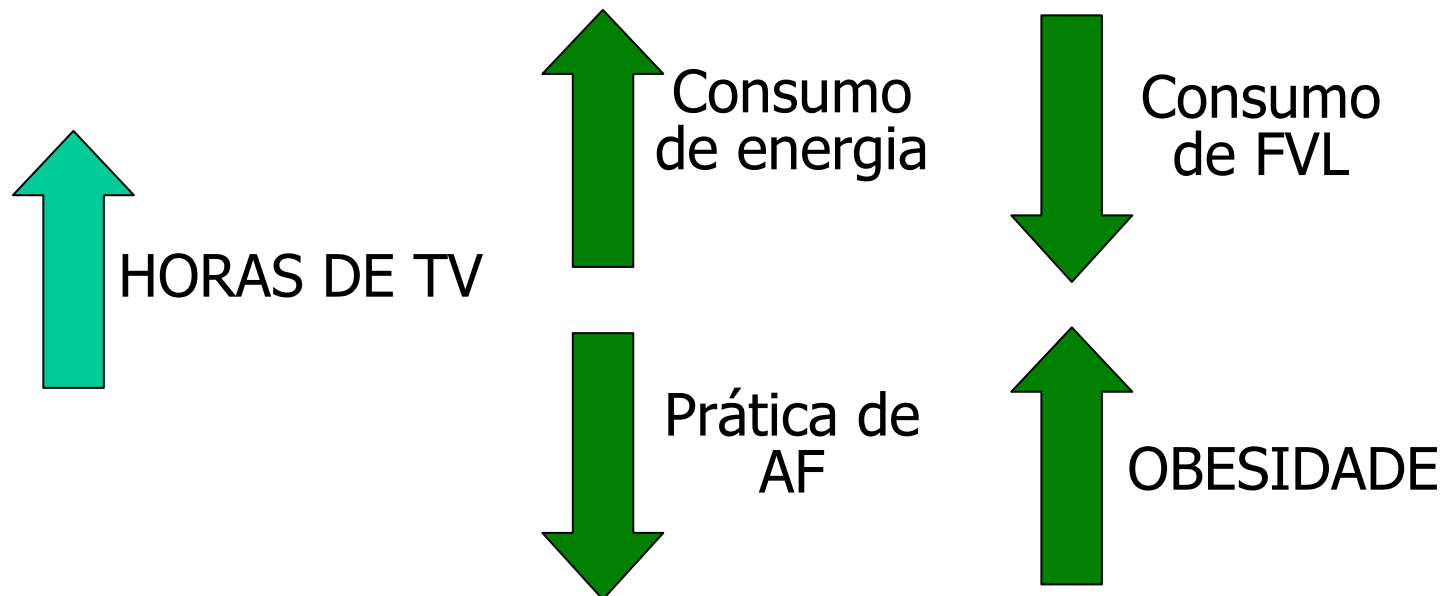 HORAS DE TV
Consumo
de energia
Prática de
AF
Consumo
de FVL
OBESIDADE